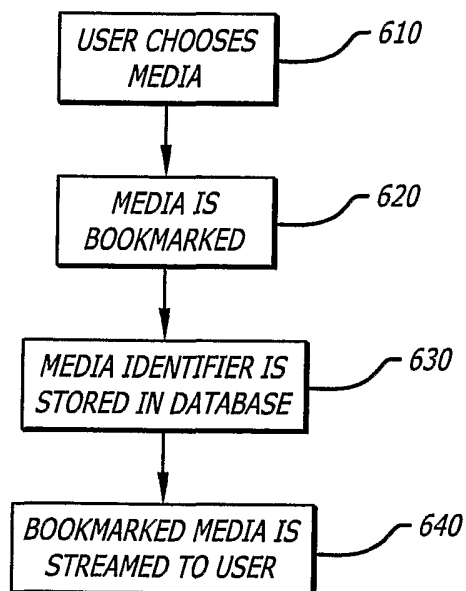 USER CHOOSES
MEDIA
610
MEDIA IS
BOOKMARKED
620
MEDIA IDENTIFIER IS
STORED IN DATABASE
630
BOOKMARKED MEDIA IS
STREAMED TO USER
640